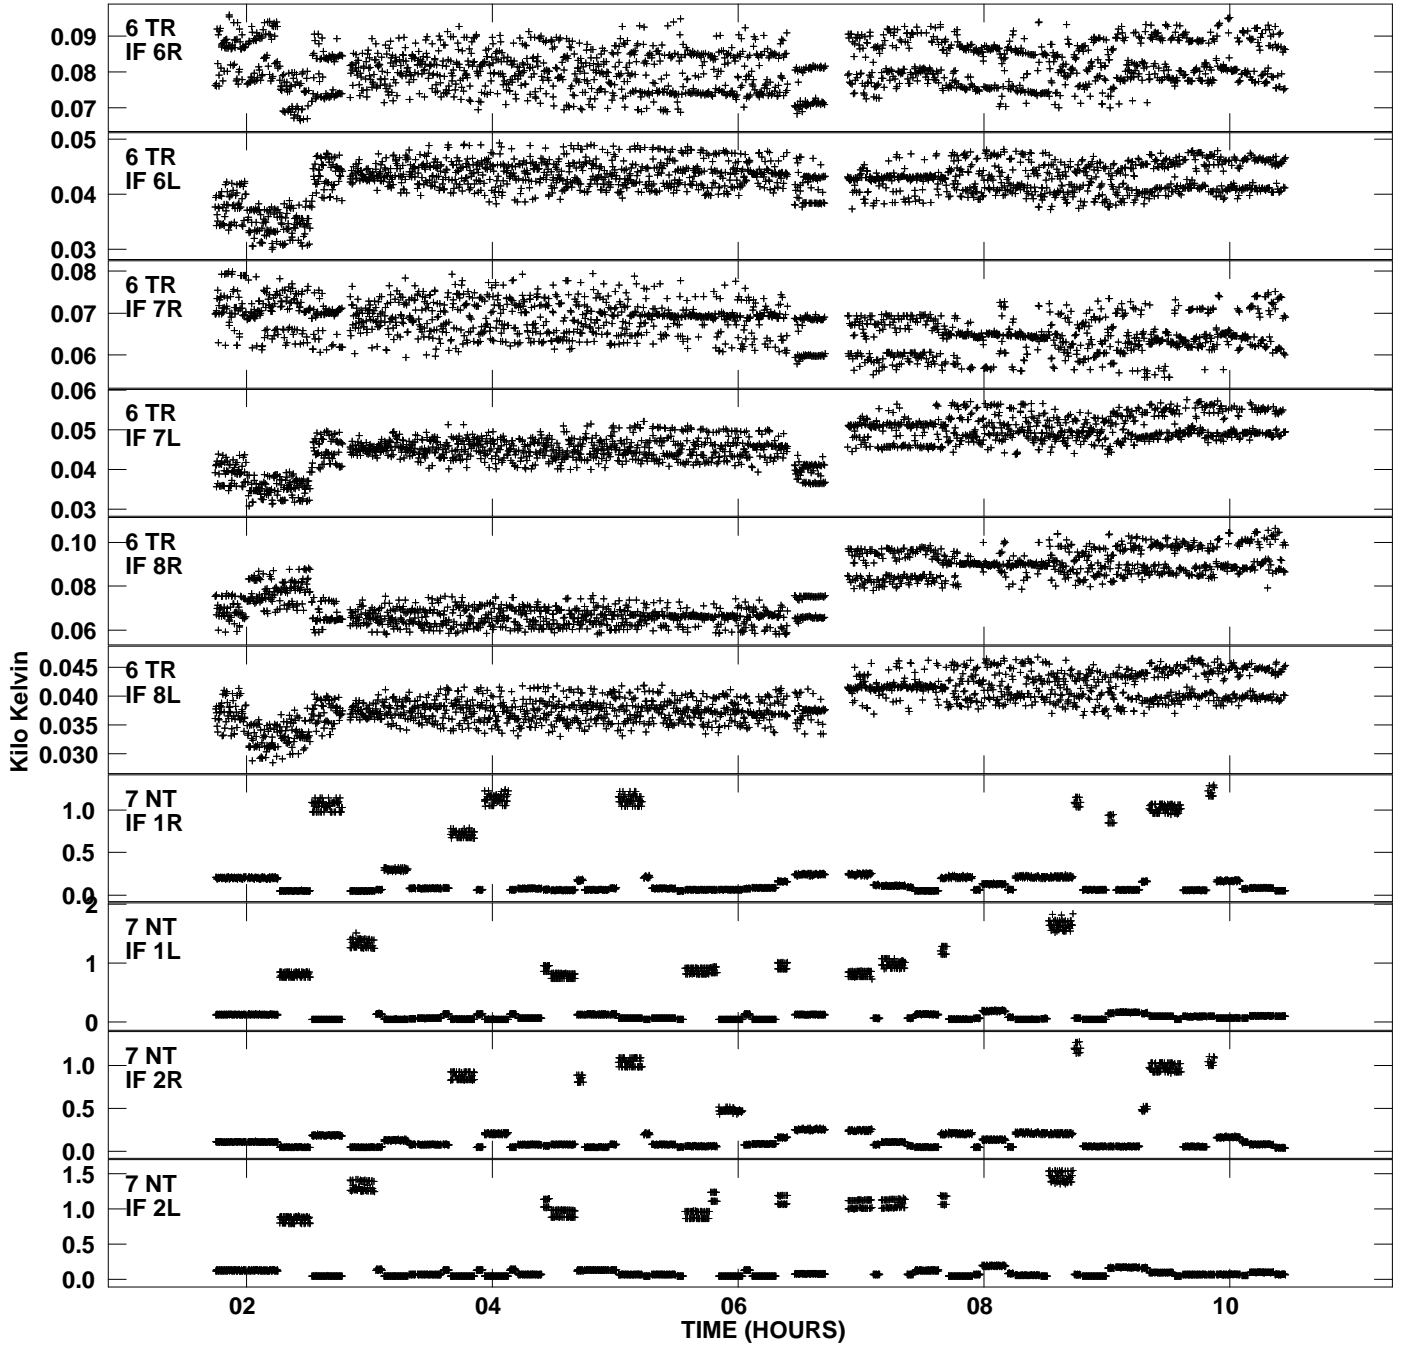 6 TR
IF 6R
0.09
0.08
0.07
6 TR
IF 6L
0.05
0.04
0.03
6 TR
IF 7R
0.08
0.07
0.06
6 TR
IF 7L
0.06
0.05
0.04
0.03
6 TR
IF 8R
0.10
0.08
0.06
6 TR
IF 8L
0.045
0.040
0.035
0.030
7 NT
IF 1R
1.0
0.5
0.0
7 NT
IF 1L
2
1
0
7 NT
IF 2R
1.0
0.5
0.0
7 NT
IF 2L
1.5
1.0
0.5
0.0
Kilo Kelvin
02 04 06 08 10
TIME (HOURS)